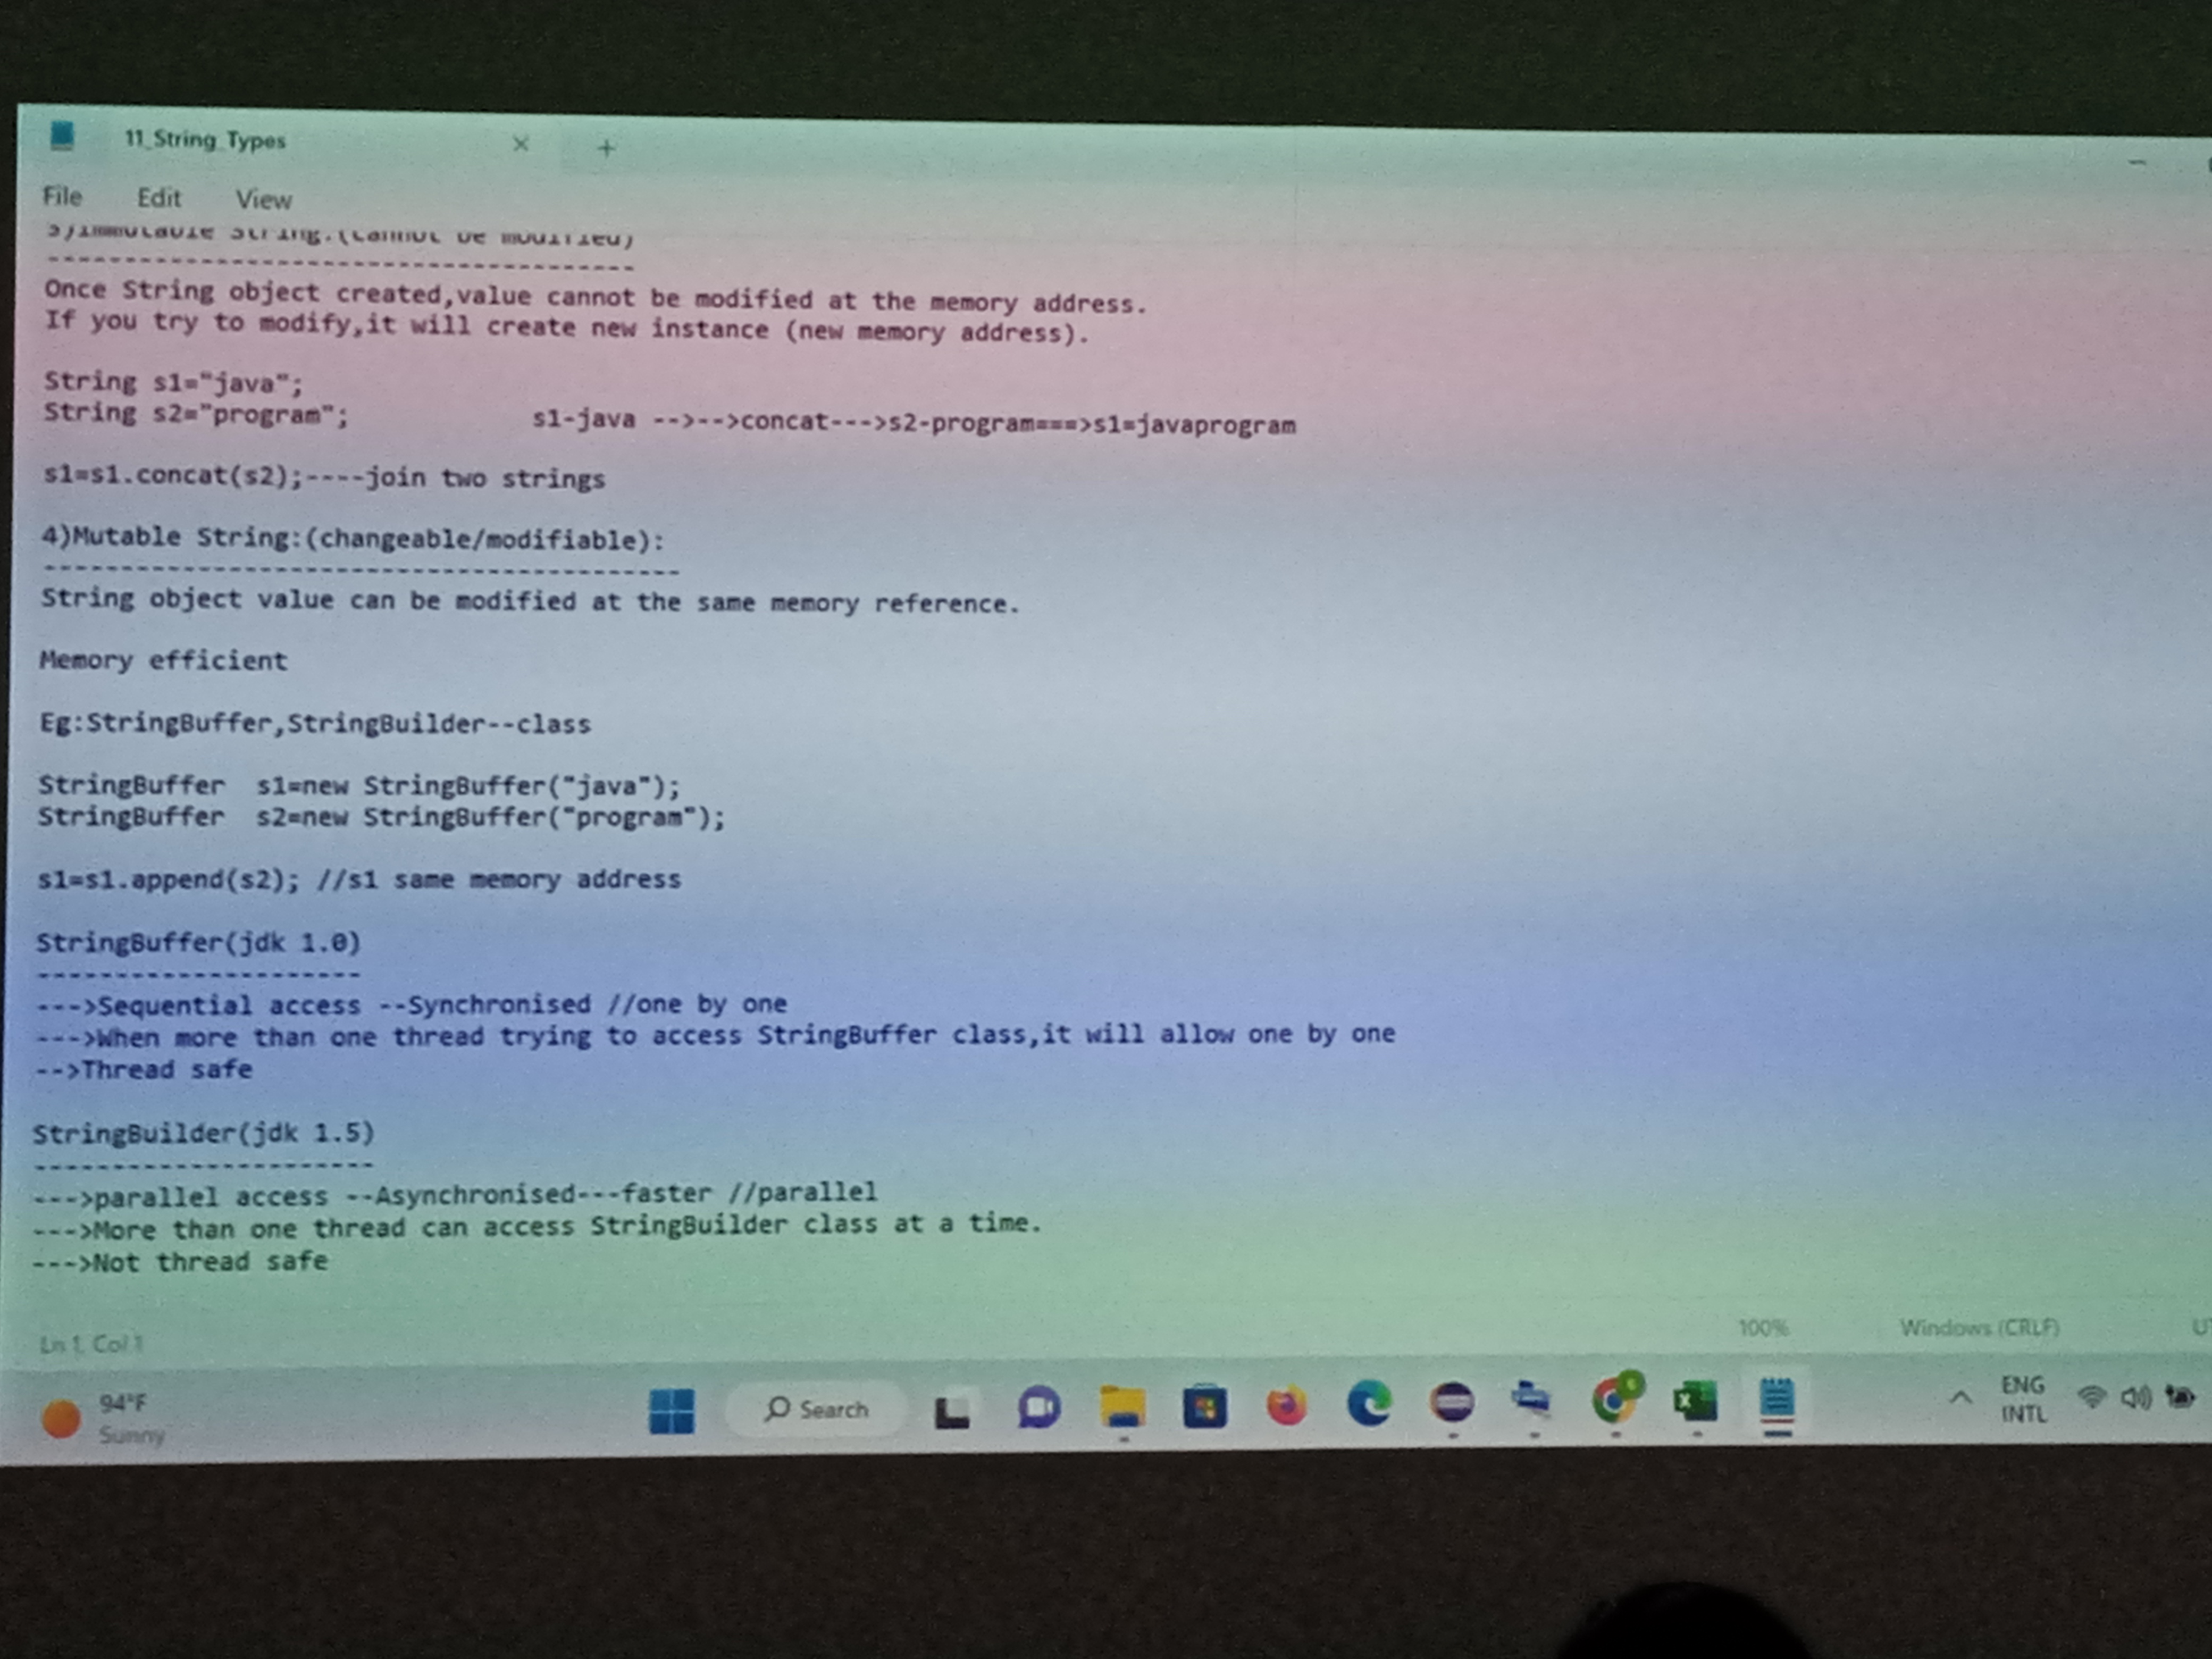 11_String_Types
File Edit View
3)Immutable String:(cannot be modified)
-------------------------------------
Once String object created,value cannot be modified at the memory address.
If you try to modify,it will create new instance (new memory address).
String s1="java";
String s2="program"; s1-java -->-->concat--->s2-program===>s1=javaprogram
s1=s1.concat(s2);----join two strings
4)Mutable String:(changeable/modifiable):
-----------------------------------------
String object value can be modified at the same memory reference.
Memory efficient
Eg:StringBuffer,StringBuilder--class
StringBuffer s1=new StringBuffer("java");
StringBuffer s2=new StringBuffer("program");
s1=s1.append(s2); //s1 same memory address
StringBuffer(jdk 1.0)
---------------------
--->Sequential access --Synchronised //one by one
--->When more than one thread trying to access StringBuffer class,it will allow one by one
-->Thread safe
StringBuilder(jdk 1.5)
----------------------
--->parallel access --Asynchronised---faster //parallel
--->More than one thread can access StringBuilder class at a time.
--->Not thread safe
Ln 1, Col 1 100% Windows (CRLF)
94°F
Sunny
Search
ENG
INTL